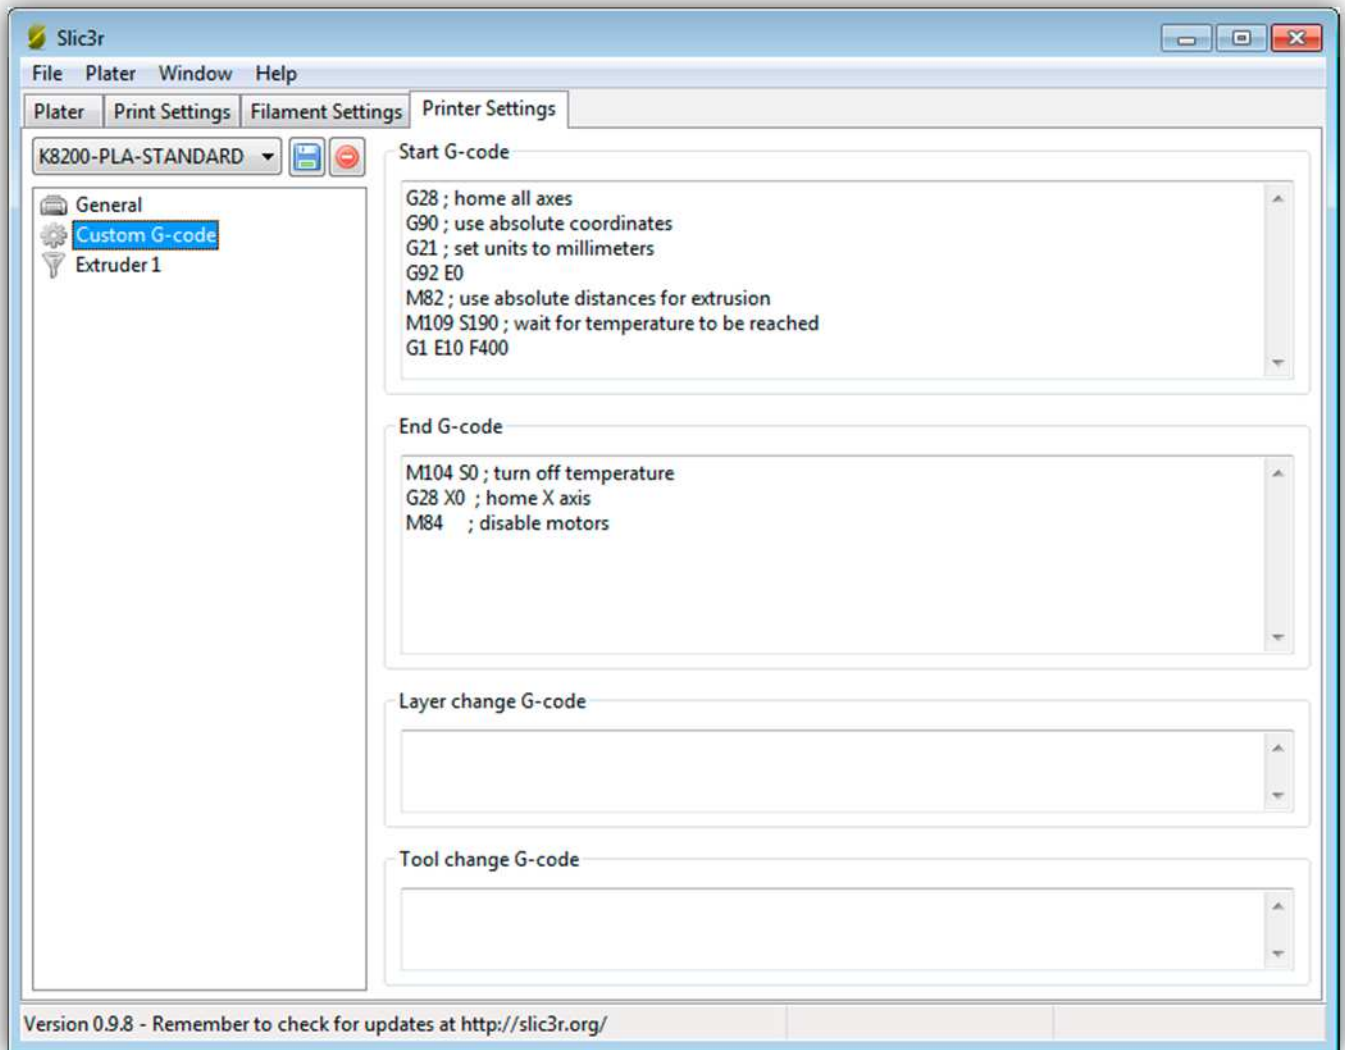 Slic3r
File Plater Window Help
Plater Print Settings Filament Settings Printer Settings
K8200-PLA-STANDARD
General
Custom G-code
Extruder 1
Start G-code
G28 ; home all axes
G90 ; use absolute coordinates
G21 ; set units to millimeters
G92 E0
M82 ; use absolute distances for extrusion
M109 S190 ; wait for temperature to be reached
G1 E10 F400
End G-code
M104 S0 ; turn off temperature
G28 X0  ; home X axis
M84     ; disable motors
Layer change G-code
Tool change G-code
Version 0.9.8 - Remember to check for updates at http://slic3r.org/